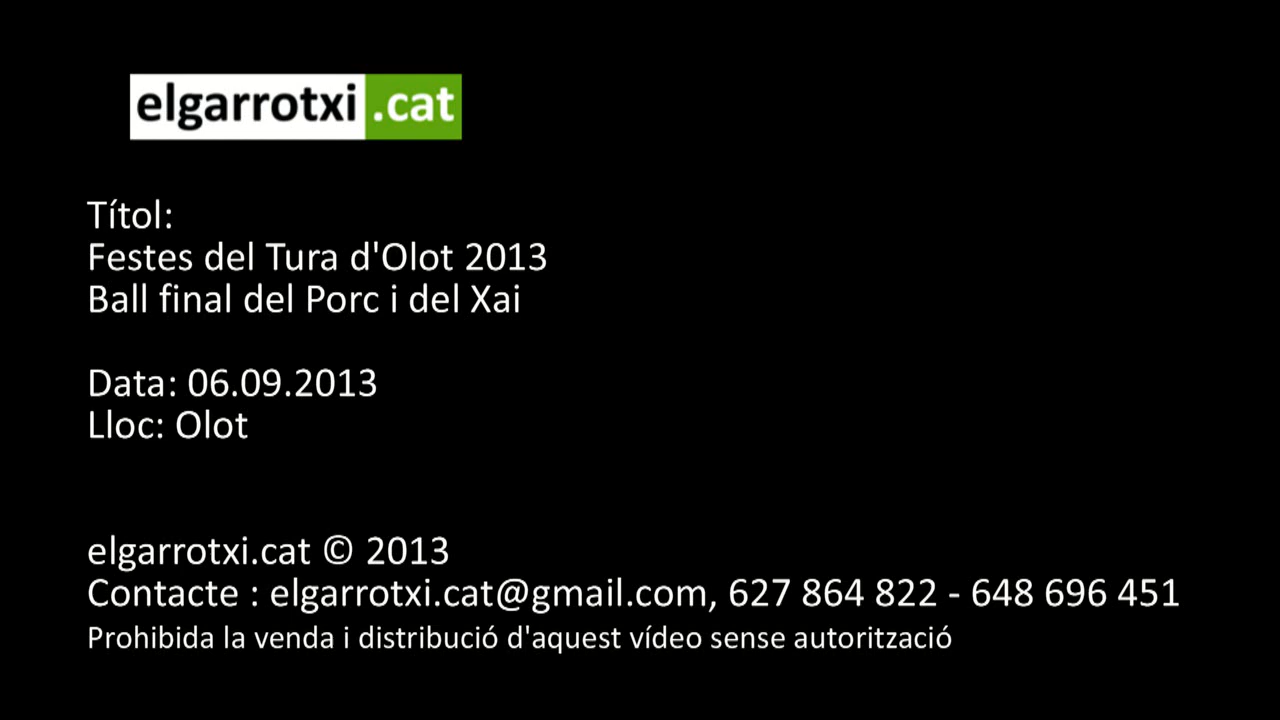 elgarrotxi .cat
Títol:
Festes del Tura d'Olot 2013
Ball final del Porc i del Xai
Data: 06.09.2013
Lloc: Olot
elgarrotxi.cat © 2013
Contacte : elgarrotxi.cat@gmail.com, 627 864 822 - 648 696 451
Prohibida la venda i distribució d'aquest vídeo sense autorització